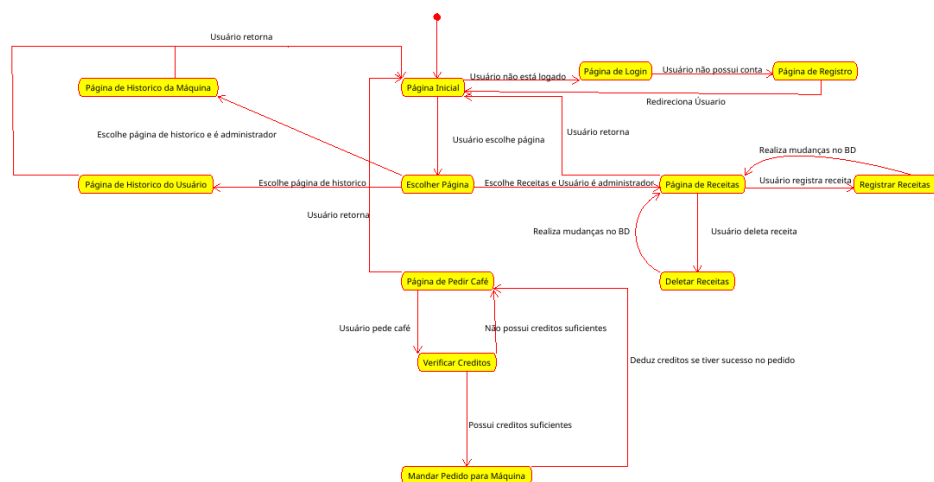 Usuário retorna
Página de Historico da Máquina
Página Inicial
Usuário não está logado
Página de Login
Usuário não possui conta
Página de Registro
Redireciona Úsuario
Escolhe página de historico e é administrador
Usuário escolhe página
Usuário retorna
Realiza mudanças no BD
Página de Historico do Usuário
Escolhe página de historico
Escolher Página
Escolhe Receitas e Usuário é administrador
Página de Receitas
Usuário registra receita
Registrar Receitas
Usuário retorna
Realiza mudanças no BD
Usuário deleta receita
Página de Pedir Café
Deletar Receitas
Usuário pede café
Não possui creditos suficientes
Verificar Creditos
Deduz creditos se tiver sucesso no pedido
Possui creditos suficientes
Mandar Pedido para Máquina